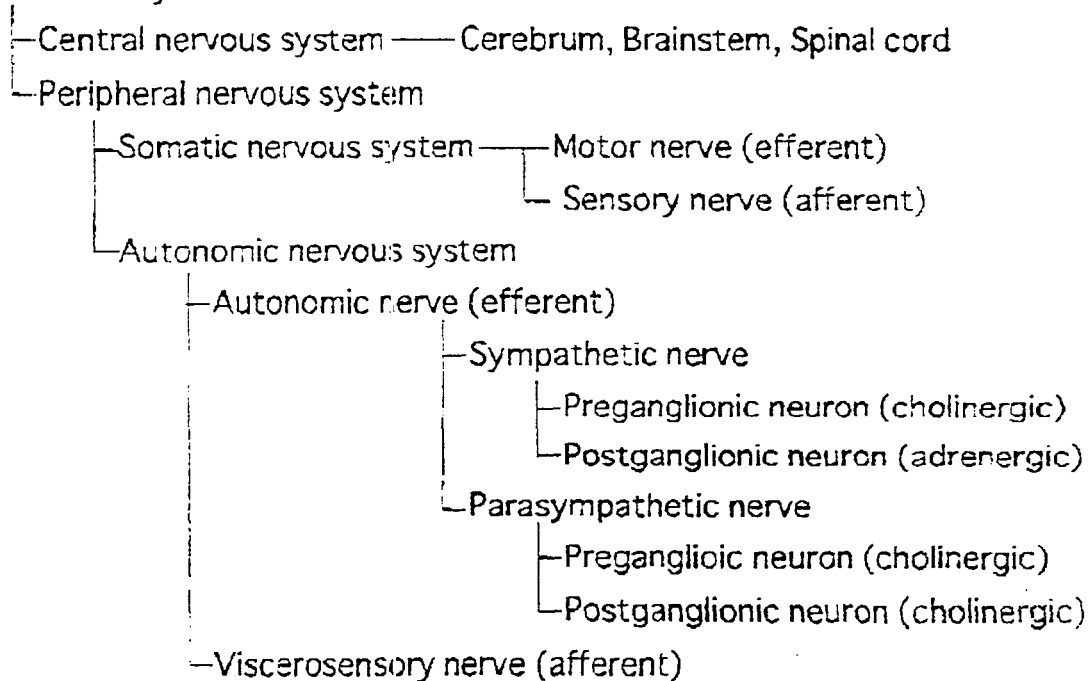 Central nervous system — Cerebrum, Brainstem, Spinal cord
Peripheral nervous system
Somatic nervous system — Motor nerve (efferent)
Sensory nerve (afferent)
Autonomic nervous system
Autonomic nerve (efferent)
Sympathetic nerve
Preganglionic neuron (cholinergic)
Postganglionic neuron (adrenergic)
Parasympathetic nerve
Preganglioic neuron (cholinergic)
Postganglionic neuron (cholinergic)
Viscerosensory nerve (afferent)